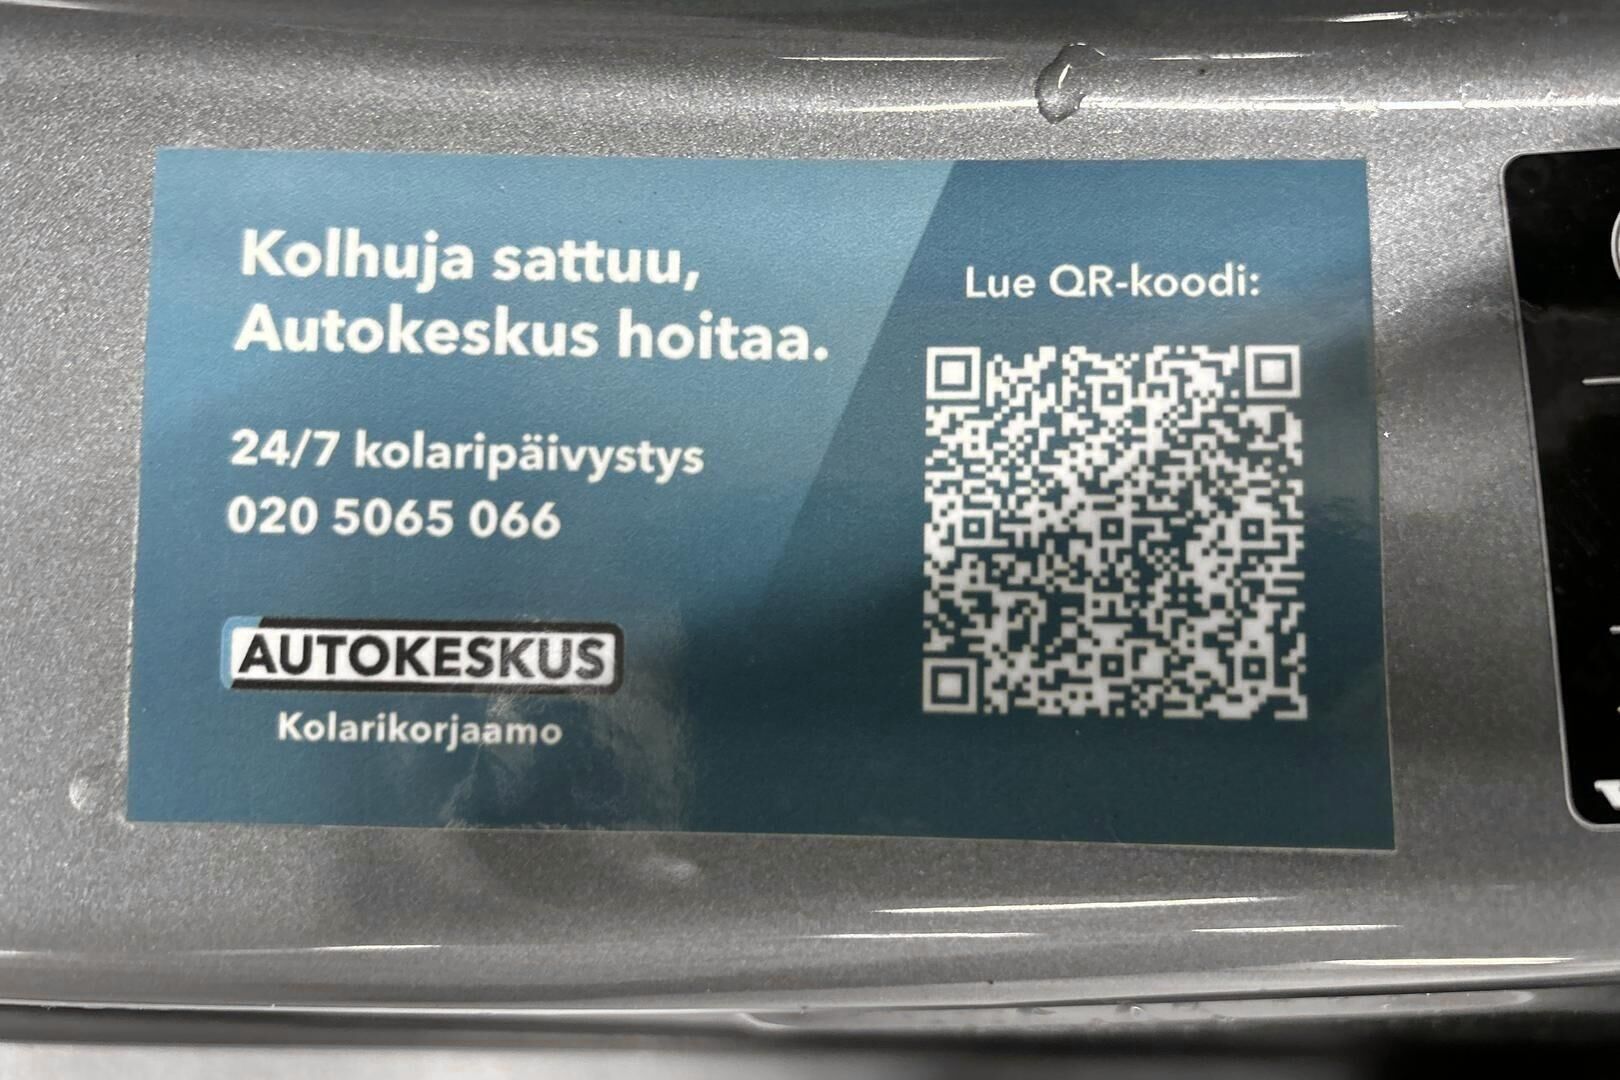 Kolhuja sattuu,
Autokeskus hoitaa.
24/7 kolaripäivystys
020 5065 066
AUTOKESKUS
Kolarikorjaamo
Lue QR-koodi: